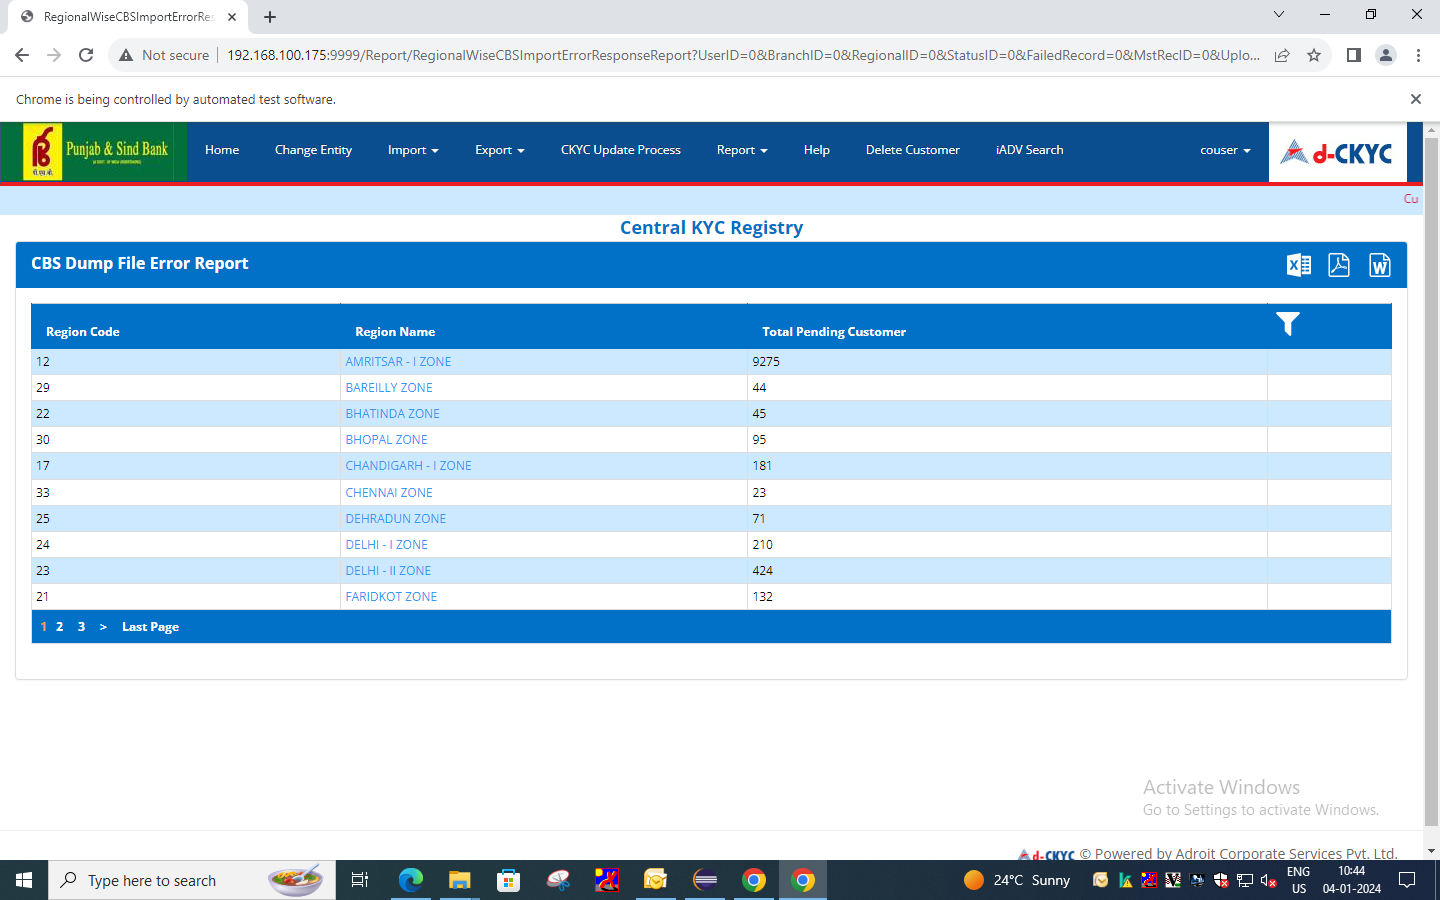 RegionalWiseCBSImportErrorRes
Not secure
192.168.100.175:9999/Report/RegionalWiseCBSImportErrorResponseReport?UserID=0&BranchID=0&RegionalID=0&StatusID=0&FailedRecord=0&MstRecID=0&Uplo...
Chrome is being controlled by automated test software.
Punjab & Sind Bank
पी.एस.बी.
Home Change Entity Import Export CKYC Update Process Report Help Delete Customer iADV Search couser d-CKYC
Cu
Central KYC Registry
CBS Dump File Error Report
Region Code Region Name Total Pending Customer
12 AMRITSAR - I ZONE 9275
29 BAREILLY ZONE 44
22 BHATINDA ZONE 45
30 BHOPAL ZONE 95
17 CHANDIGARH - I ZONE 181
33 CHENNAI ZONE 23
25 DEHRADUN ZONE 71
24 DELHI - I ZONE 210
23 DELHI - II ZONE 424
21 FARIDKOT ZONE 132
1 2 3 > Last Page
Activate Windows
Go to Settings to activate Windows.
d-CKYC © Powered by Adroit Corporate Services Pvt. Ltd.
Type here to search
24°C Sunny
ENG
US
10:44
04-01-2024